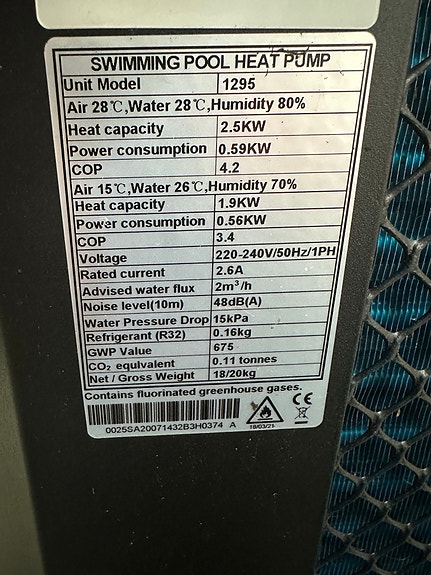 SWIMMING POOL HEAT PUMP
Unit Model 1295
Air 28℃,Water 28℃,Humidity 80%
Heat capacity 2.5KW
Power consumption 0.59KW
COP 4.2
Air 15℃,Water 26℃,Humidity 70%
Heat capacity 1.9KW
Power consumption 0.56KW
COP 3.4
Voltage 220-240V/50Hz/1PH
Rated current 2.6A
Advised water flux 2m³/h
Noise level(10m) 48dB(A)
Water Pressure Drop 15kPa
Refrigerant (R32) 0.16kg
GWP Value 675
CO₂ equivalent 0.11 tonnes
Net / Gross Weight 18/20kg
Contains fluorinated greenhouse gases.
CE
0025SA20071432B3H0374 A
18/03/21